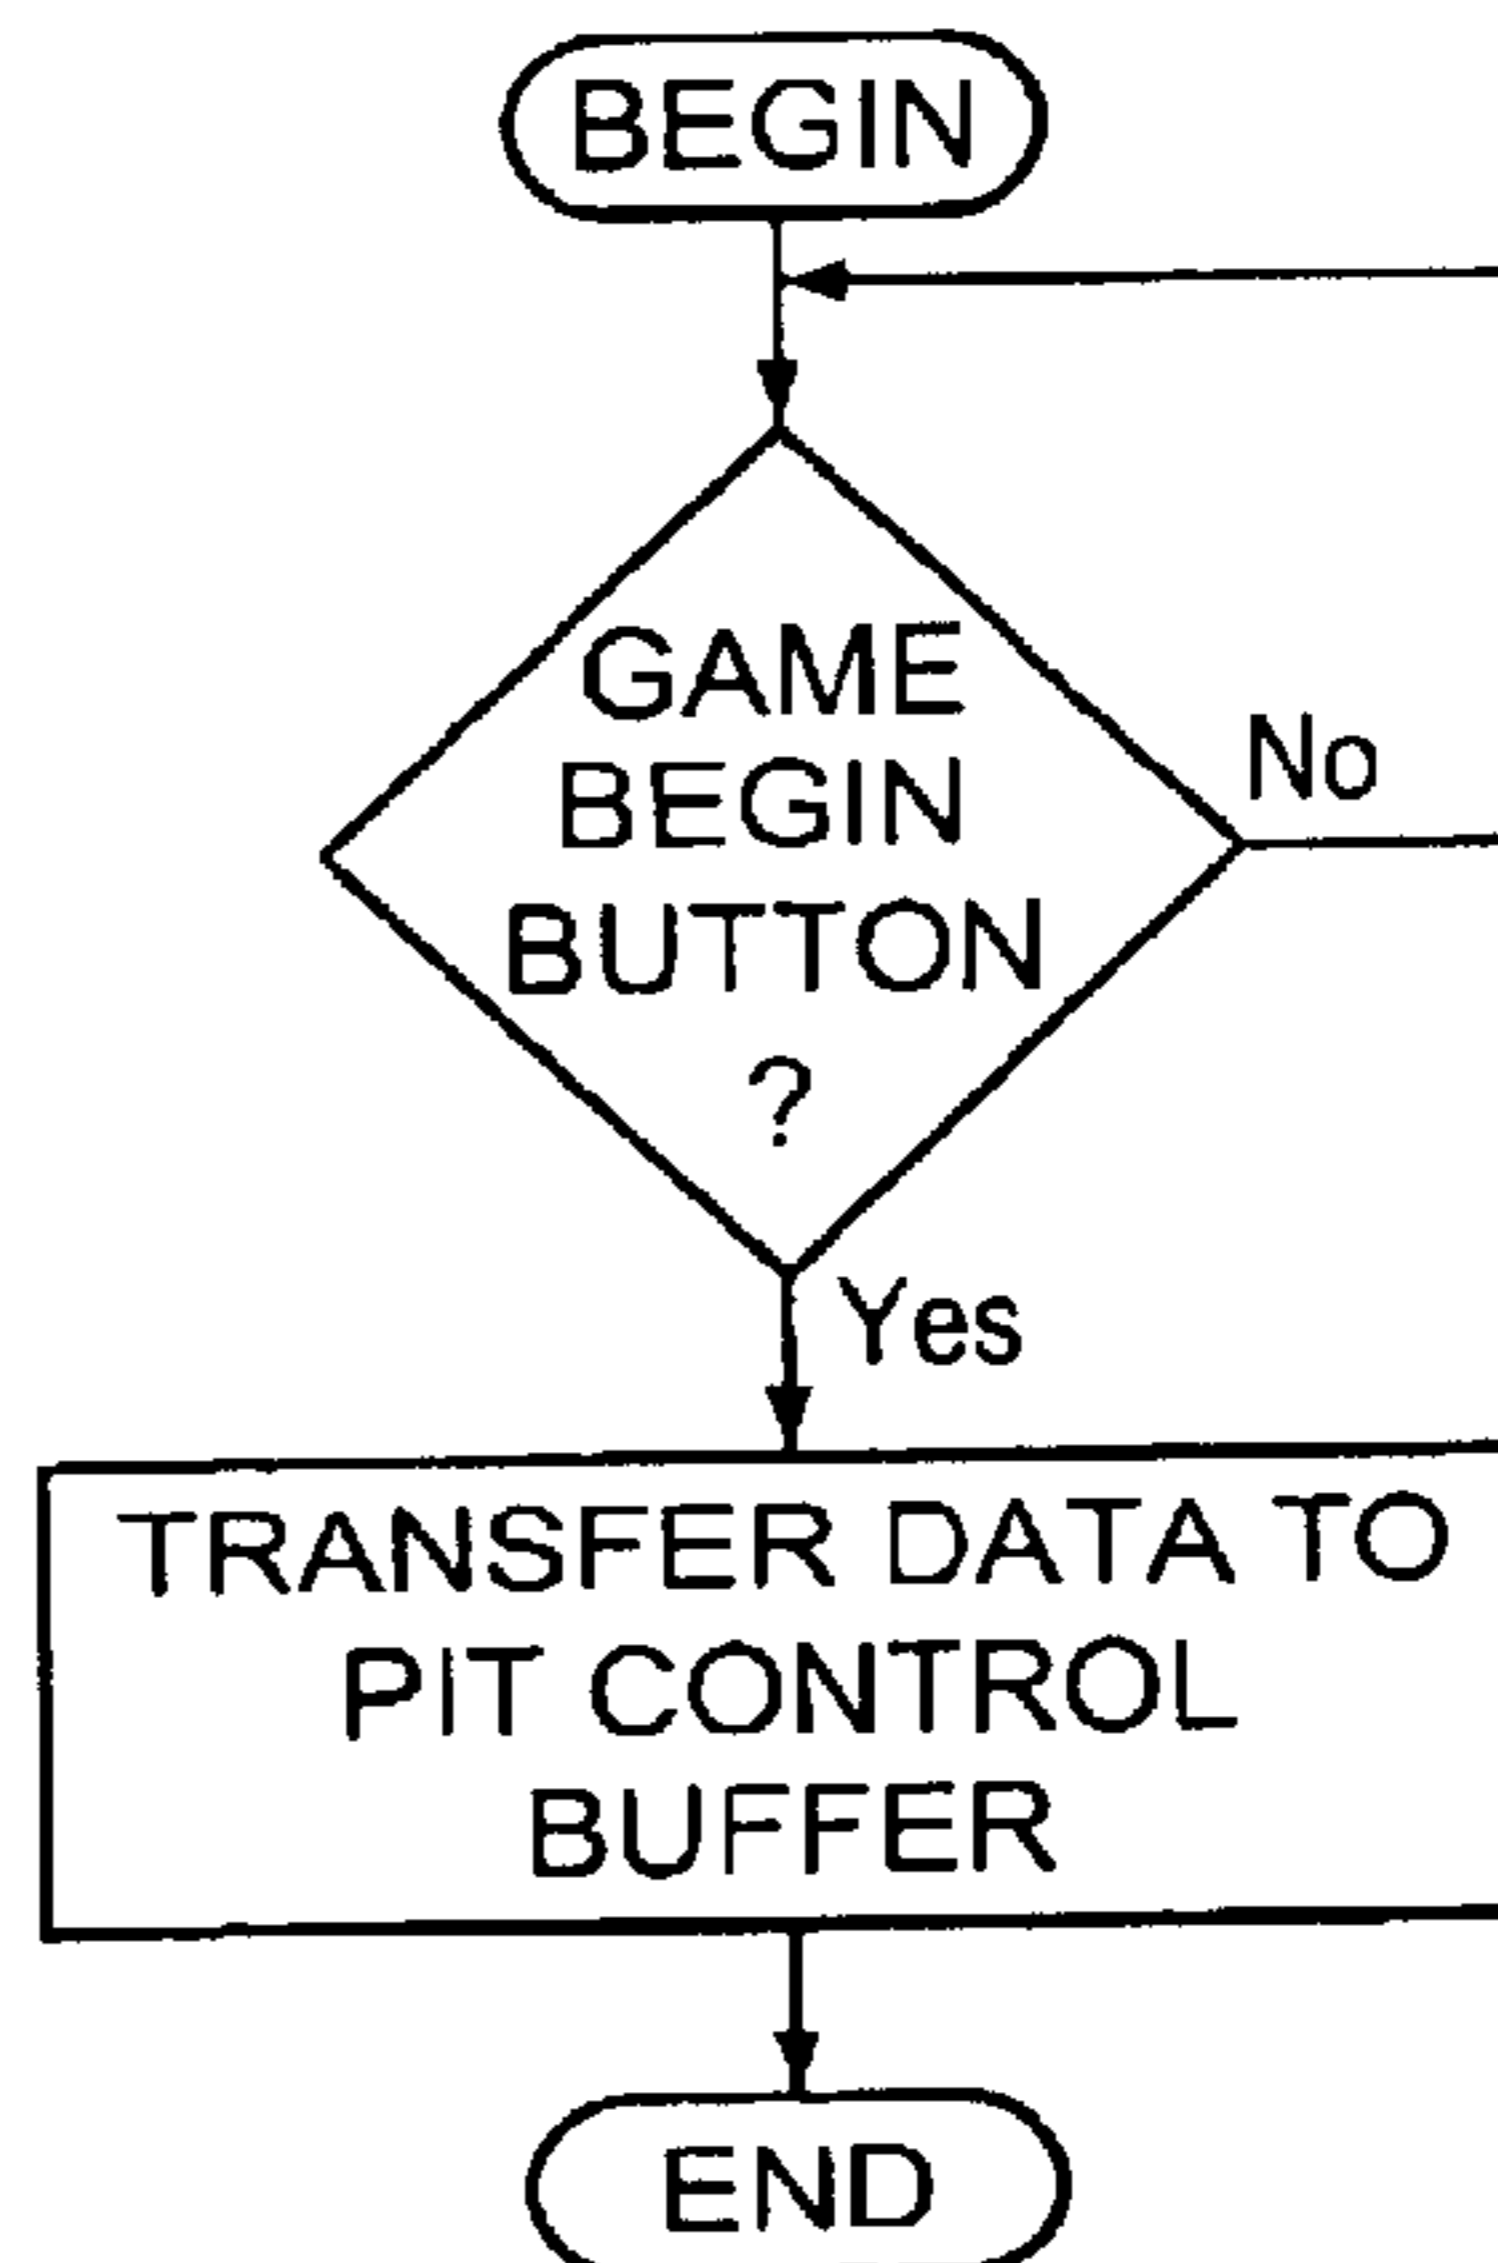 BEGIN
GAME
BEGIN
No
BUTTON
?
Yes
TRANSFER DATA TO
PIT CONTROL
BUFFER
END